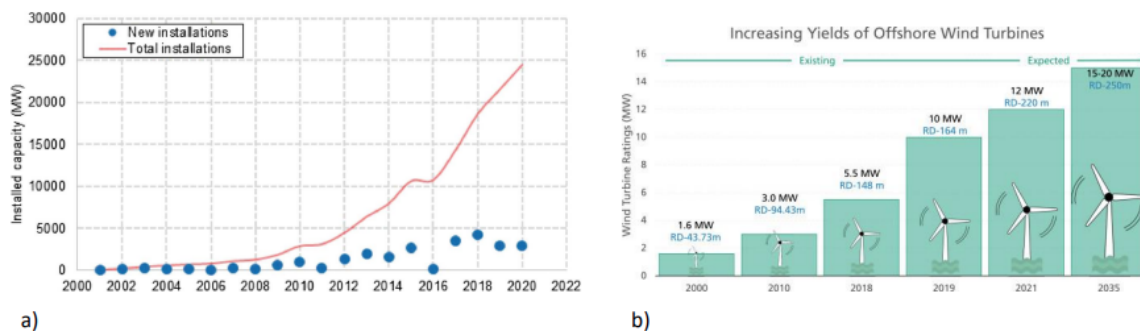 New installations
Total installations
Installed capacity (MW)
30000
25000
20000
15000
10000
5000
0
2000 2002 2004 2006 2008 2010 2012 2014 2016 2018 2020 2022
a)
Increasing Yields of Offshore Wind Turbines
Existing Expected
Wind Turbine Ratings (MW)
16
14
12
10
8
6
4
2
0
1.6 MW
RD-43.73m
3.0 MW
RD-94.43m
5.5 MW
RD-148 m
10 MW
RD-164 m
12 MW
RD-220 m
15-20 MW
RD-250m
2000 2010 2018 2019 2021 2035
b)